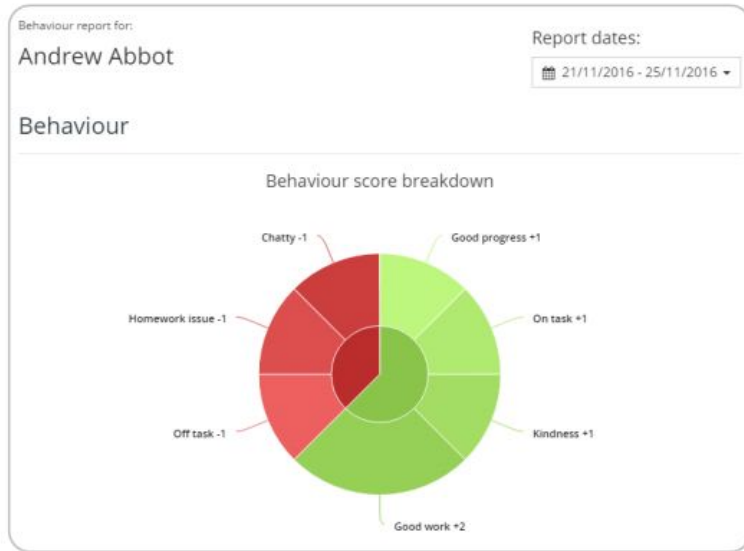 Behaviour report for:
Andrew Abbot
Report dates:
21/11/2016 - 25/11/2016
Behaviour
Behaviour score breakdown
Chatty -1
Good progress +1
Homework issue -1
On task +1
Off task -1
Kindness +1
Good work +2